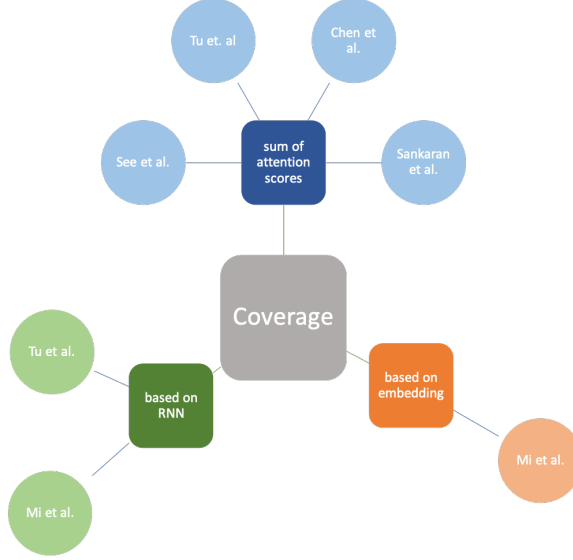 Tu et. al
Chen et
al.
See et al.
sum of
attention
scores
Sankaran
et al.
Coverage
Tu et al.
based on
RNN
based on
embedding
Mi et al.
Mi et al.